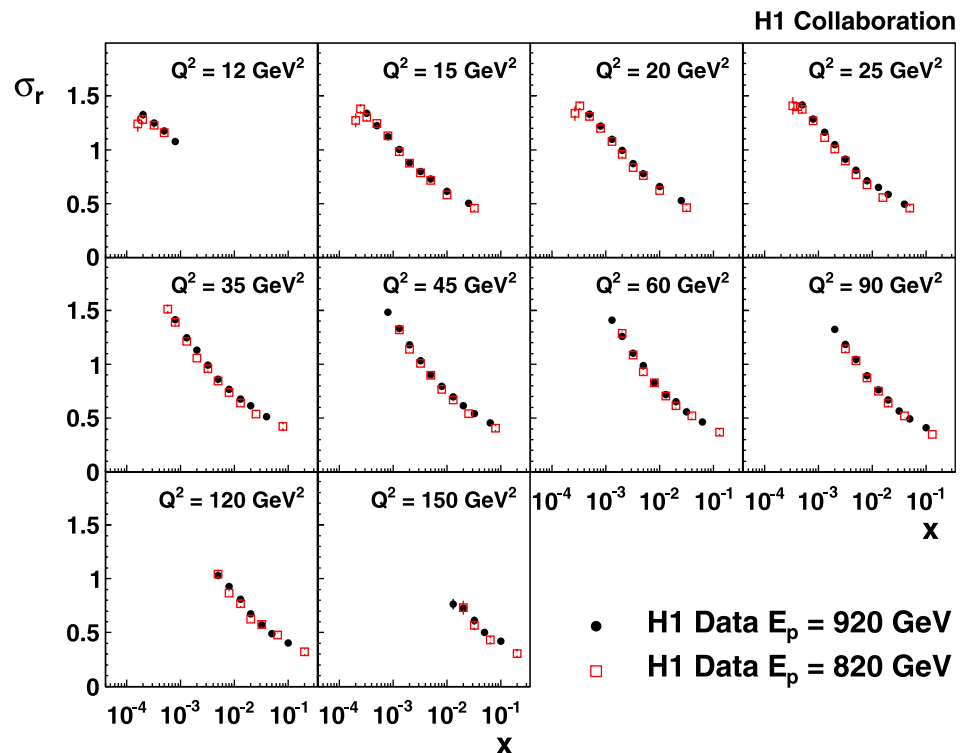 H1 Collaboration
σr
Q² = 12 GeV²
Q² = 15 GeV²
Q² = 20 GeV²
Q² = 25 GeV²
1.5
1
0.5
0
Q² = 35 GeV²
Q² = 45 GeV²
Q² = 60 GeV²
Q² = 90 GeV²
1.5
1
0.5
0
10⁻⁴ 10⁻³ 10⁻² 10⁻¹
10⁻⁴ 10⁻³ 10⁻² 10⁻¹
x
Q² = 120 GeV²
Q² = 150 GeV²
1.5
1
0.5
0
10⁻⁴ 10⁻³ 10⁻² 10⁻¹
10⁻⁴ 10⁻³ 10⁻² 10⁻¹
x
H1 Data Eₚ = 920 GeV
H1 Data Eₚ = 820 GeV